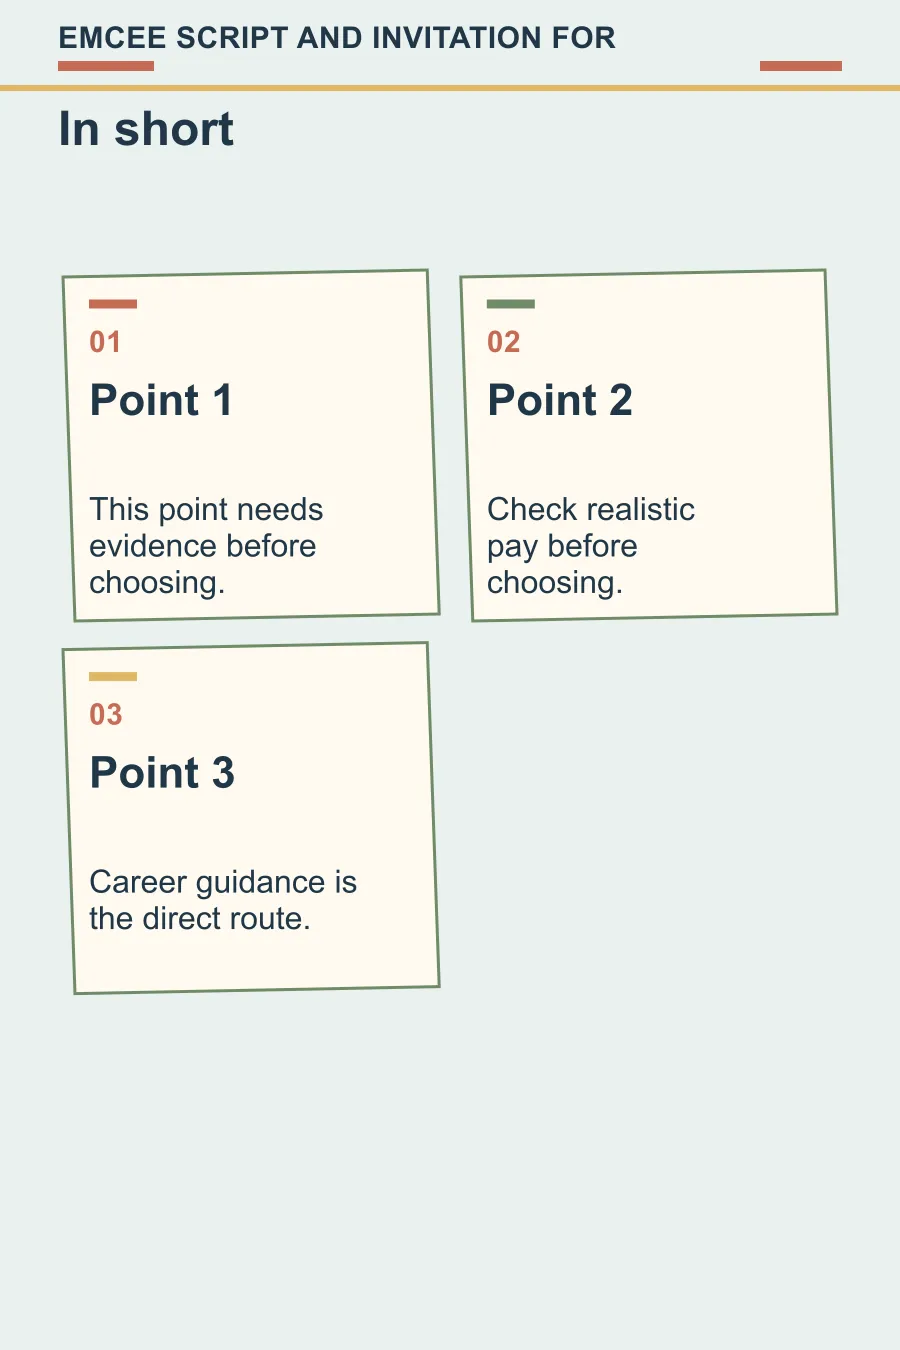 EMCEE SCRIPT AND INVITATION FOR
In short
01
Point 1
This point needs
evidence before
choosing.
02
Point 2
Check realistic
pay before
choosing.
03
Point 3
Career guidance is
the direct route.